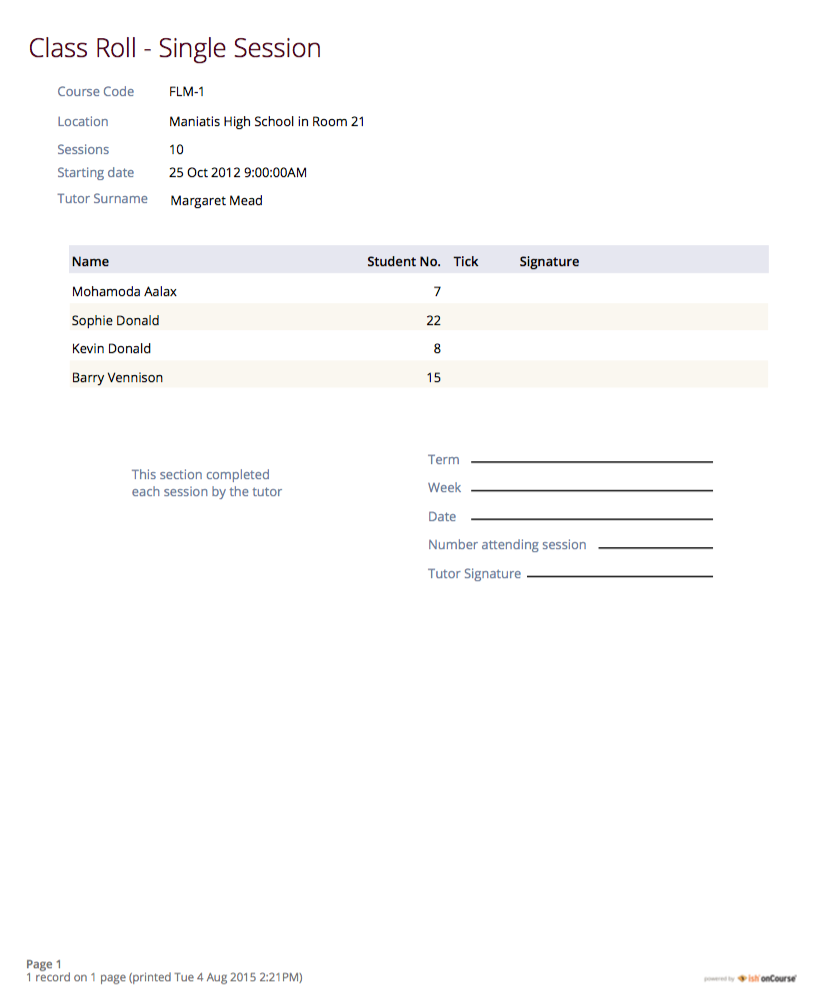 Class Roll - Single Session
Course Code FLM-1
Location Maniatis High School in Room 21
Sessions 10
Starting date 25 Oct 2012 9:00:00AM
Tutor Surname Margaret Mead
Name Student No. Tick Signature
Mohamoda Aalax 7
Sophie Donald 22
Kevin Donald 8
Barry Vennison 15
This section completed
each session by the tutor
Term
Week
Date
Number attending session
Tutor Signature
Page 1
1 record on 1 page (printed Tue 4 Aug 2015 2:21PM)
powered by ish onCourse